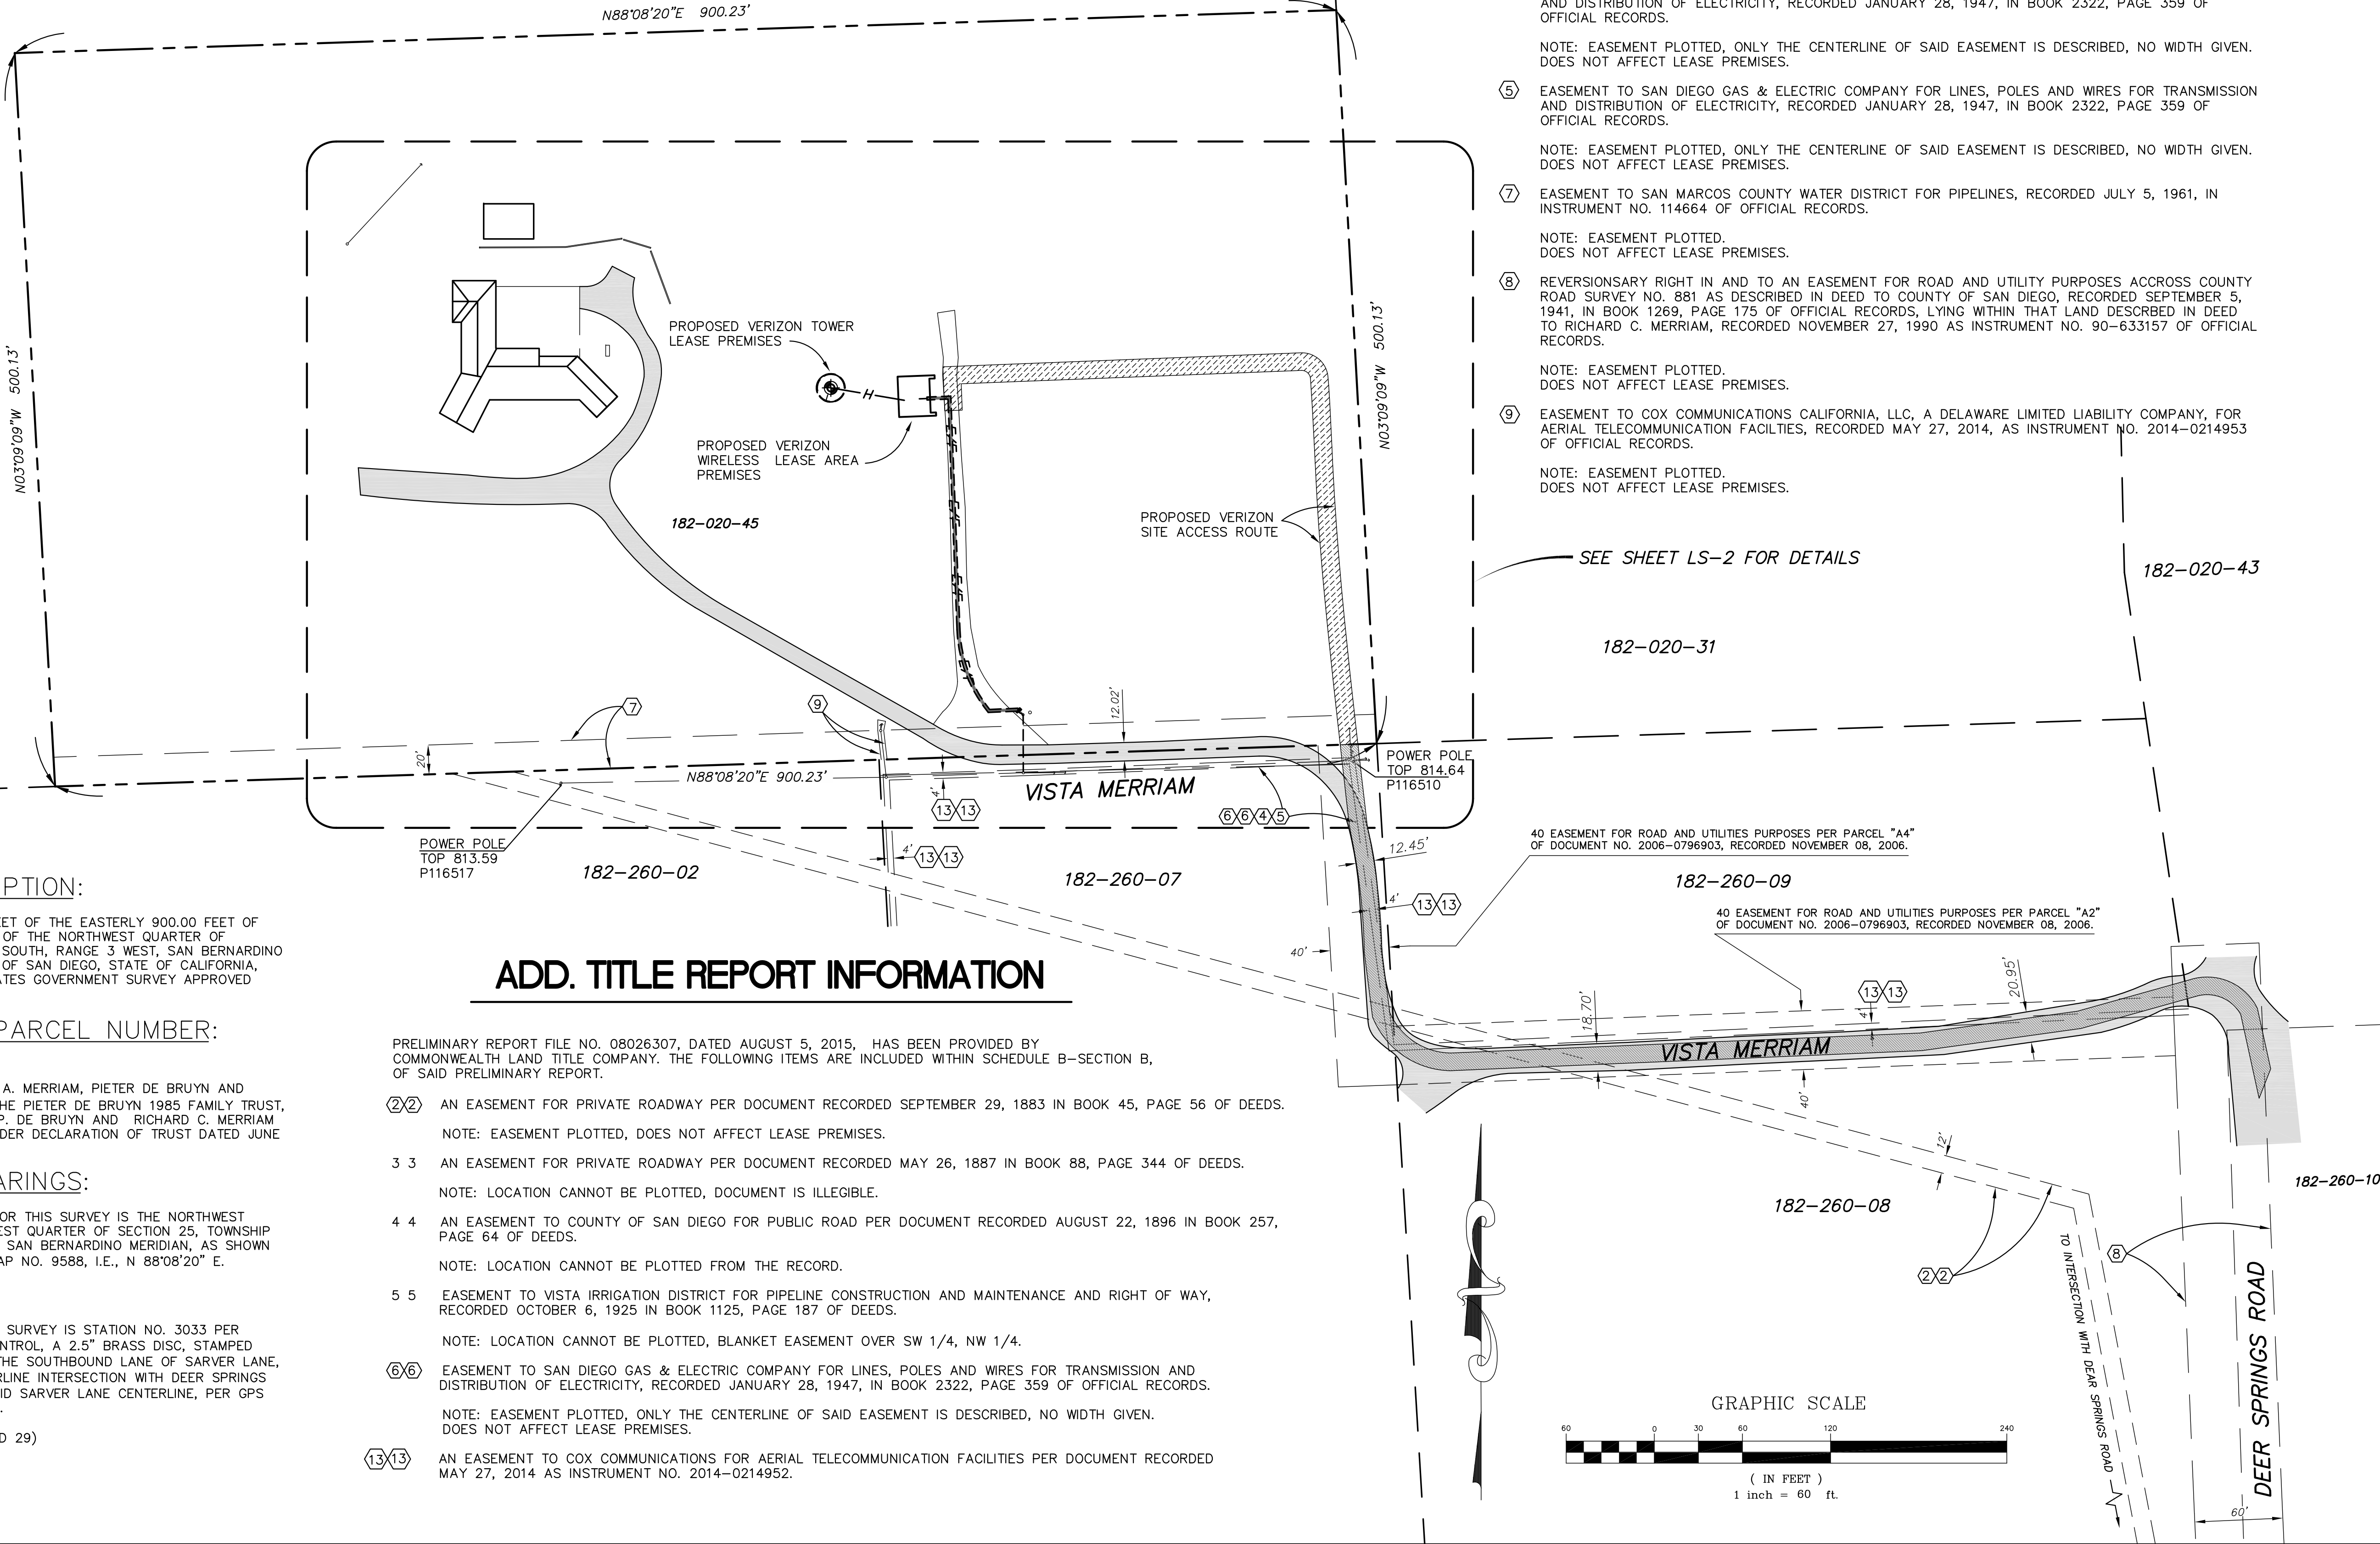 N88°08'20"E 900.23'
N03°09'09"W 500.13'
N03°09'09"W 500.13'
PROPOSED VERIZON TOWER
LEASE PREMISES
H
PROPOSED VERIZON
WIRELESS LEASE AREA
PREMISES
182-020-45
PROPOSED VERIZON
SITE ACCESS ROUTE
SEE SHEET LS-2 FOR DETAILS
182-020-43
182-020-31
7
9
12.02'
20'
N88°08'20"E 900.23'
4'
13 13
VISTA MERRIAM
6 6 4 5
POWER POLE
TOP 814.64
P116510
POWER POLE
TOP 813.59
P116517
182-260-02
4'
13 13
182-260-07
12.45'
4'
13 13
40'
40 EASEMENT FOR ROAD AND UTILITIES PURPOSES PER PARCEL "A4"
OF DOCUMENT NO. 2006-0796903, RECORDED NOVEMBER 08, 2006.
182-260-09
40 EASEMENT FOR ROAD AND UTILITIES PURPOSES PER PARCEL "A2"
OF DOCUMENT NO. 2006-0796903, RECORDED NOVEMBER 08, 2006.
18.70'
13 13
4'
20.95'
VISTA MERRIAM
40'
12'
182-260-10
182-260-08
2 2
8
TO INTERSECTION WITH DEAR SPRINGS ROAD
DEER SPRINGS ROAD
60'
AND DISTRIBUTION OF ELECTRICITY, RECORDED JANUARY 28, 1947, IN BOOK 2322, PAGE 359 OF
OFFICIAL RECORDS.
NOTE: EASEMENT PLOTTED, ONLY THE CENTERLINE OF SAID EASEMENT IS DESCRIBED, NO WIDTH GIVEN.
DOES NOT AFFECT LEASE PREMISES.
5 EASEMENT TO SAN DIEGO GAS & ELECTRIC COMPANY FOR LINES, POLES AND WIRES FOR TRANSMISSION
AND DISTRIBUTION OF ELECTRICITY, RECORDED JANUARY 28, 1947, IN BOOK 2322, PAGE 359 OF
OFFICIAL RECORDS.
NOTE: EASEMENT PLOTTED, ONLY THE CENTERLINE OF SAID EASEMENT IS DESCRIBED, NO WIDTH GIVEN.
DOES NOT AFFECT LEASE PREMISES.
7 EASEMENT TO SAN MARCOS COUNTY WATER DISTRICT FOR PIPELINES, RECORDED JULY 5, 1961, IN
INSTRUMENT NO. 114664 OF OFFICIAL RECORDS.
NOTE: EASEMENT PLOTTED.
DOES NOT AFFECT LEASE PREMISES.
8 REVERSIONSARY RIGHT IN AND TO AN EASEMENT FOR ROAD AND UTILITY PURPOSES ACCROSS COUNTY
ROAD SURVEY NO. 881 AS DESCRIBED IN DEED TO COUNTY OF SAN DIEGO, RECORDED SEPTEMBER 5,
1941, IN BOOK 1269, PAGE 175 OF OFFICIAL RECORDS, LYING WITHIN THAT LAND DESCRBED IN DEED
TO RICHARD C. MERRIAM, RECORDED NOVEMBER 27, 1990 AS INSTRUMENT NO. 90-633157 OF OFFICIAL
RECORDS.
NOTE: EASEMENT PLOTTED.
DOES NOT AFFECT LEASE PREMISES.
9 EASEMENT TO COX COMMUNICATIONS CALIFORNIA, LLC, A DELAWARE LIMITED LIABILITY COMPANY, FOR
AERIAL TELECOMMUNICATION FACILTIES, RECORDED MAY 27, 2014, AS INSTRUMENT NO. 2014-0214953
OF OFFICIAL RECORDS.
NOTE: EASEMENT PLOTTED.
DOES NOT AFFECT LEASE PREMISES.
PTION:
EET OF THE EASTERLY 900.00 FEET OF
OF THE NORTHWEST QUARTER OF
SOUTH, RANGE 3 WEST, SAN BERNARDINO
OF SAN DIEGO, STATE OF CALIFORNIA,
ATES GOVERNMENT SURVEY APPROVED
PARCEL NUMBER:
A. MERRIAM, PIETER DE BRUYN AND
HE PIETER DE BRUYN 1985 FAMILY TRUST,
P. DE BRUYN AND RICHARD C. MERRIAM
DER DECLARATION OF TRUST DATED JUNE
ARINGS:
OR THIS SURVEY IS THE NORTHWEST
EST QUARTER OF SECTION 25, TOWNSHIP
SAN BERNARDINO MERIDIAN, AS SHOWN
AP NO. 9588, I.E., N 88°08'20" E.
SURVEY IS STATION NO. 3033 PER
NTROL, A 2.5" BRASS DISC, STAMPED
THE SOUTHBOUND LANE OF SARVER LANE,
RLINE INTERSECTION WITH DEER SPRINGS
ID SARVER LANE CENTERLINE, PER GPS
.
D 29)
ADD. TITLE REPORT INFORMATION
PRELIMINARY REPORT FILE NO. 08026307, DATED AUGUST 5, 2015, HAS BEEN PROVIDED BY
COMMONWEALTH LAND TITLE COMPANY. THE FOLLOWING ITEMS ARE INCLUDED WITHIN SCHEDULE B-SECTION B,
OF SAID PRELIMINARY REPORT.
2 2 AN EASEMENT FOR PRIVATE ROADWAY PER DOCUMENT RECORDED SEPTEMBER 29, 1883 IN BOOK 45, PAGE 56 OF DEEDS.
NOTE: EASEMENT PLOTTED, DOES NOT AFFECT LEASE PREMISES.
3 3 AN EASEMENT FOR PRIVATE ROADWAY PER DOCUMENT RECORDED MAY 26, 1887 IN BOOK 88, PAGE 344 OF DEEDS.
NOTE: LOCATION CANNOT BE PLOTTED, DOCUMENT IS ILLEGIBLE.
4 4 AN EASEMENT TO COUNTY OF SAN DIEGO FOR PUBLIC ROAD PER DOCUMENT RECORDED AUGUST 22, 1896 IN BOOK 257,
PAGE 64 OF DEEDS.
NOTE: LOCATION CANNOT BE PLOTTED FROM THE RECORD.
5 5 EASEMENT TO VISTA IRRIGATION DISTRICT FOR PIPELINE CONSTRUCTION AND MAINTENANCE AND RIGHT OF WAY,
RECORDED OCTOBER 6, 1925 IN BOOK 1125, PAGE 187 OF DEEDS.
NOTE: LOCATION CANNOT BE PLOTTED, BLANKET EASEMENT OVER SW 1/4, NW 1/4.
6 6 EASEMENT TO SAN DIEGO GAS & ELECTRIC COMPANY FOR LINES, POLES AND WIRES FOR TRANSMISSION AND
DISTRIBUTION OF ELECTRICITY, RECORDED JANUARY 28, 1947, IN BOOK 2322, PAGE 359 OF OFFICIAL RECORDS.
NOTE: EASEMENT PLOTTED, ONLY THE CENTERLINE OF SAID EASEMENT IS DESCRIBED, NO WIDTH GIVEN.
DOES NOT AFFECT LEASE PREMISES.
13 13 AN EASEMENT TO COX COMMUNICATIONS FOR AERIAL TELECOMMUNICATION FACILITIES PER DOCUMENT RECORDED
MAY 27, 2014 AS INSTRUMENT NO. 2014-0214952.
GRAPHIC SCALE
60 0 30 60 120 240
( IN FEET )
1 inch = 60 ft.